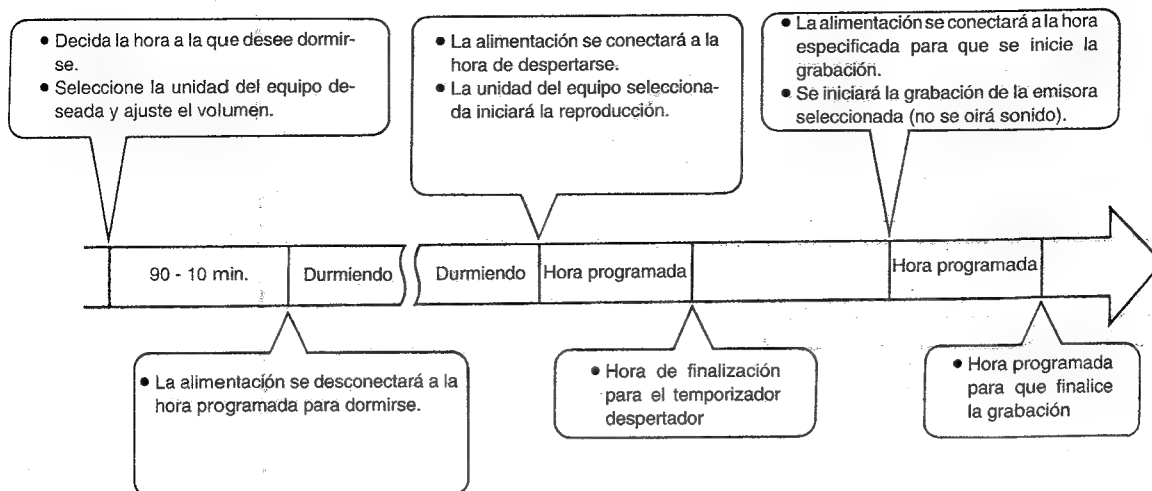 ● Decida la hora a la que desee dormir-
se.
● Seleccione la unidad del equipo de-
seada y ajuste el volumen.
● La alimentación se conectará a la
hora de despertarse.
● La unidad del equipo selecciona-
da iniciará la reproducción.
● La alimentación se conectará a la hora
especificada para que se inicie la
grabación.
● Se iniciará la grabación de la emisora
seleccionada (no se oirá sonido).
90 - 10 min.
Durmiendo
Durmiendo
Hora programada
Hora programada
● La alimentación se desconectará a la
hora programada para dormirse.
● Hora de finalización
para el temporizador
despertador
● Hora programada
para que finalice
la grabación